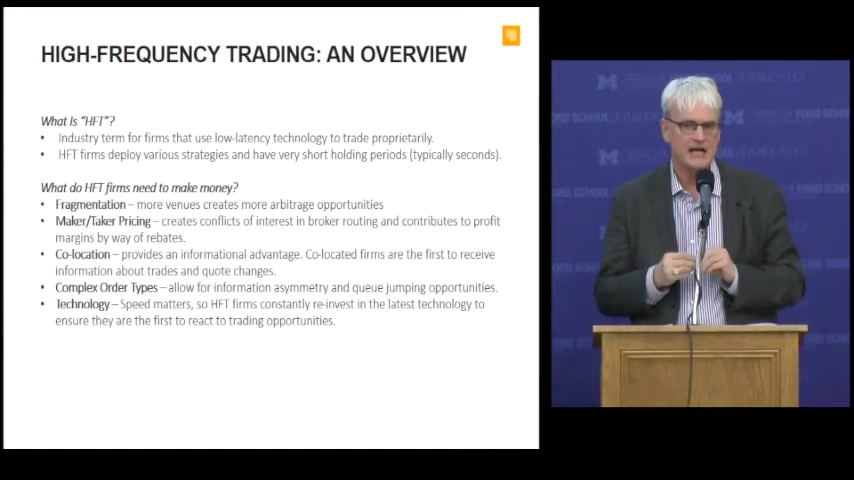 HIGH-FREQUENCY TRADING: AN OVERVIEW
What Is "HFT"?
• Industry term for firms that use low-latency technology to trade proprietarily.
• HFT firms deploy various strategies and have very short holding periods (typically seconds).
What do HFT firms need to make money?
• Fragmentation – more venues creates more arbitrage opportunities
• Maker/Taker Pricing – creates conflicts of interest in broker routing and contributes to profit
margins by way of rebates.
• Co-location – provides an informational advantage. Co-located firms are the first to receive
information about trades and quote changes.
• Complex Order Types – allow for information asymmetry and queue jumping opportunities.
• Technology – Speed matters, so HFT firms constantly re-invest in the latest technology to
ensure they are the first to react to trading opportunities.
M
FORD SCHOOL